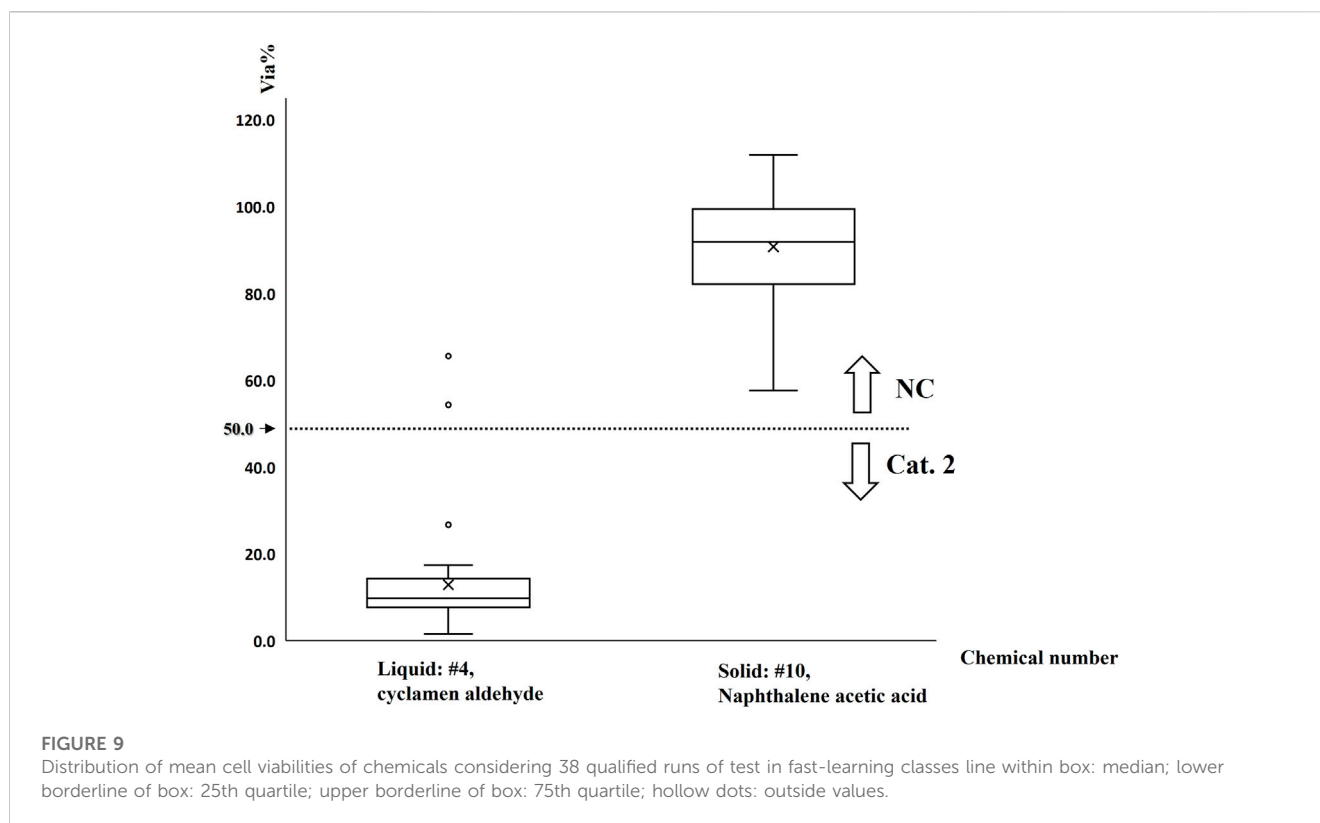 Via%
120.0
100.0
80.0
60.0
NC
50.0
40.0
Cat. 2
20.0
0.0
Liquid: #4,
cyclamen aldehyde
Solid: #10,
Naphthalene acetic acid
Chemical number
FIGURE 9
Distribution of mean cell viabilities of chemicals considering 38 qualified runs of test in fast-learning classes line within box: median; lower
borderline of box: 25th quartile; upper borderline of box: 75th quartile; hollow dots: outside values.